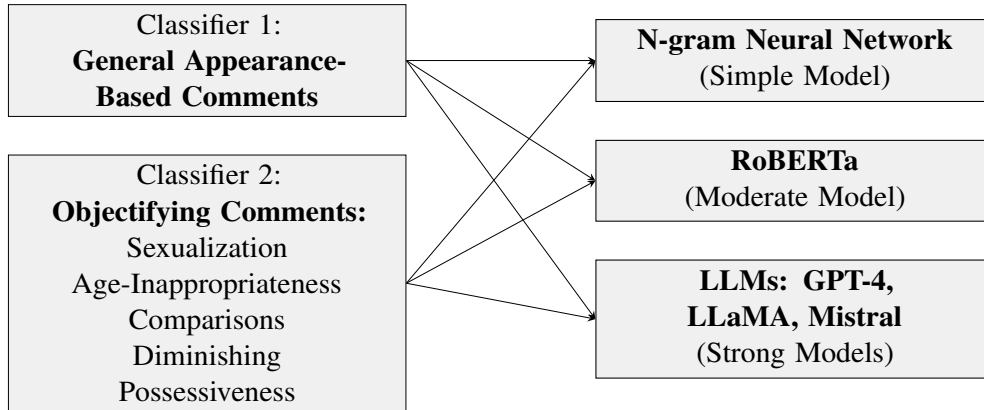 Classifier 1:
General Appearance-
Based Comments
Classifier 2:
Objectifying Comments:
Sexualization
Age-Inappropriateness
Comparisons
Diminishing
Possessiveness
N-gram Neural Network
(Simple Model)
RoBERTa
(Moderate Model)
LLMs: GPT-4,
LLaMA, Mistral
(Strong Models)